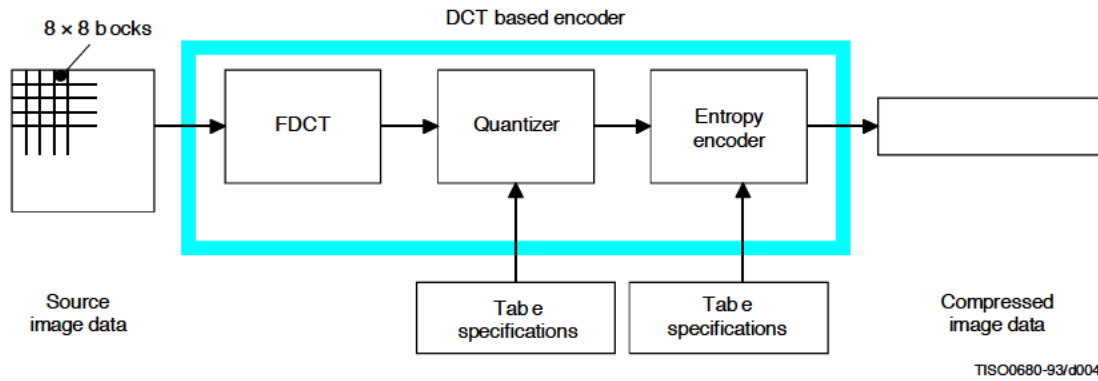 DCT based encoder
8 × 8 b ocks
FDCT
Quantizer
Entropy
encoder
Tab e
specifications
Tab e
specifications
Source
image data
Compressed
image data
TISO0680-93/d004